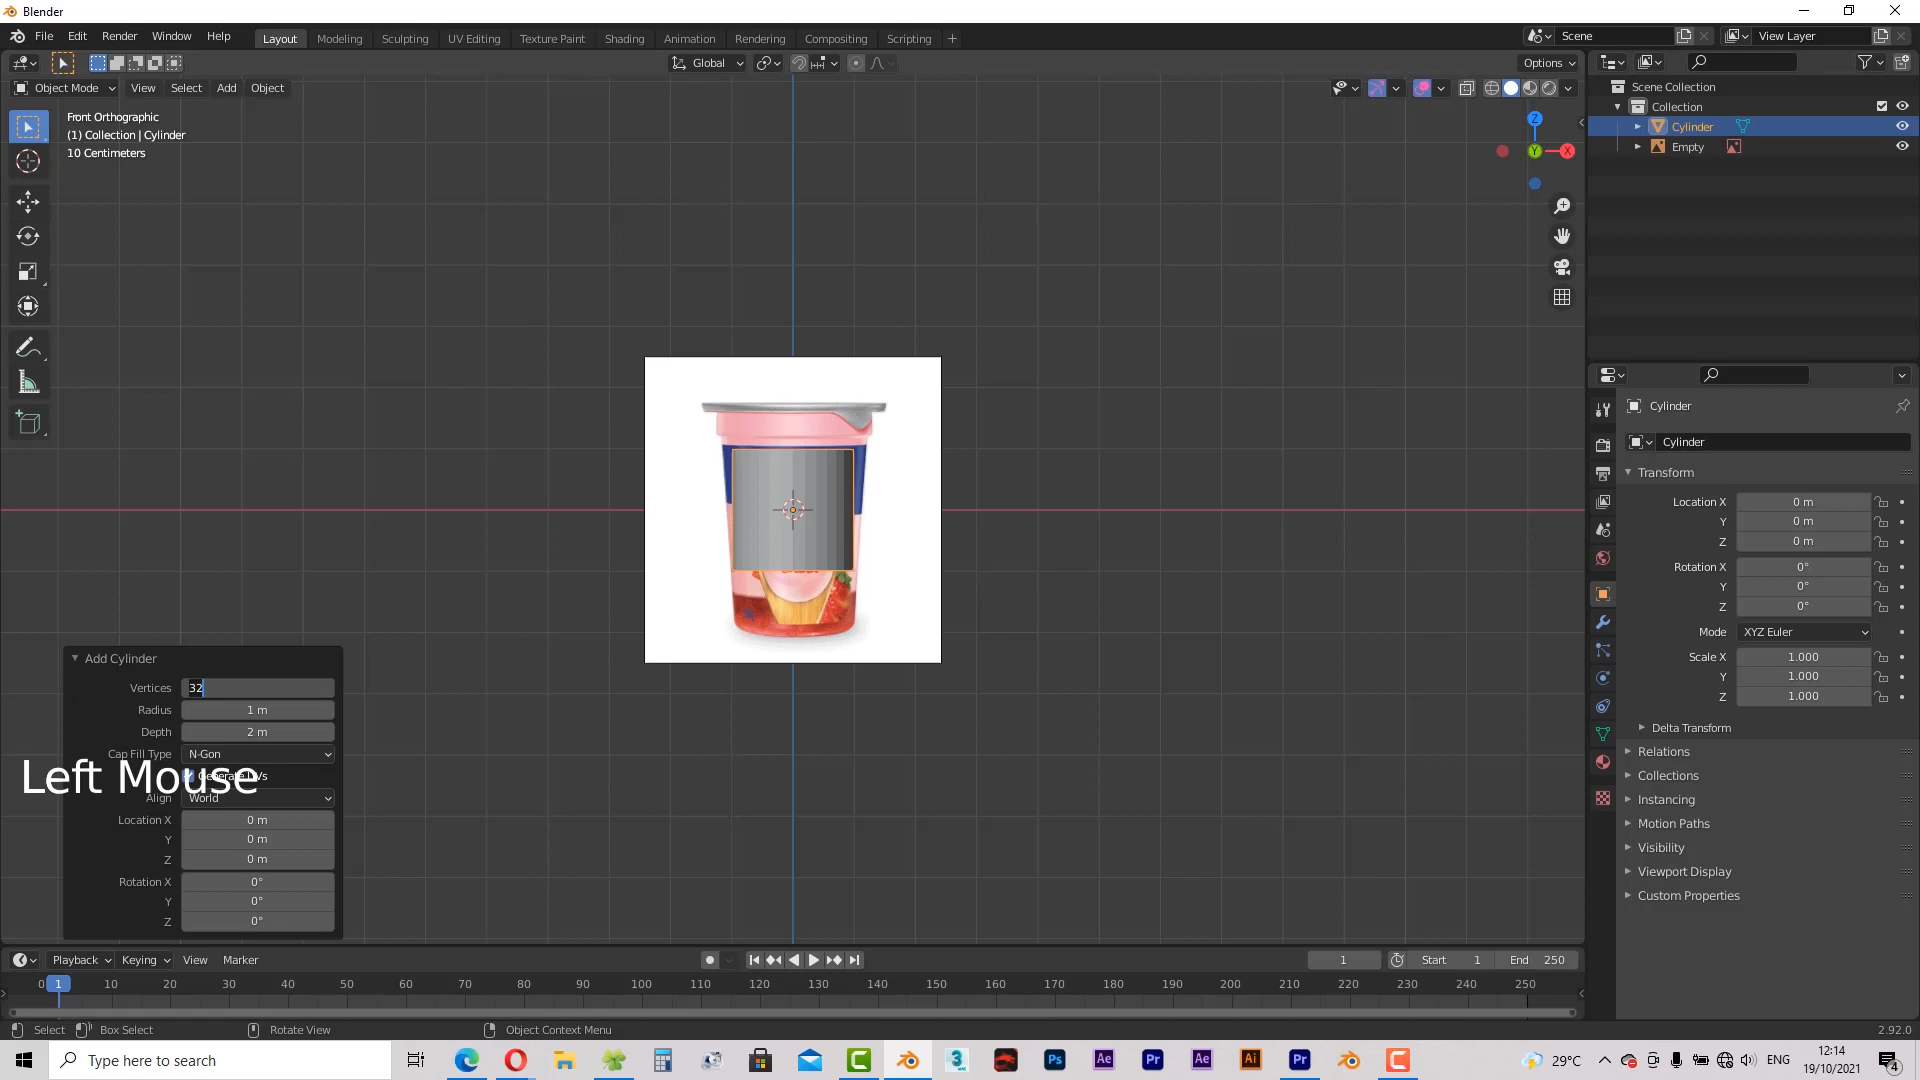 Blender
File Edit Render Window Help
Layout Modeling Sculpting UV Editing Texture Paint Shading Animation Rendering Compositing Scripting +
Scene
View Layer
Global
Options
Object Mode View Select Add Object
Front Orthographic
(1) Collection | Cylinder
10 Centimeters
Z
Y
X
Scene Collection
Collection
Cylinder
Empty
Cylinder
Cylinder
Transform
Location X 0 m
Y 0 m
Z 0 m
Rotation X 0°
Y 0°
Z 0°
Mode XYZ Euler
Scale X 1.000
Y 1.000
Z 1.000
Delta Transform
Relations
Collections
Instancing
Motion Paths
Visibility
Viewport Display
Custom Properties
Add Cylinder
Vertices 32
Radius 1 m
Depth 2 m
Cap Fill Type N-Gon
Left Mouse
Align World
Location X 0 m
Y 0 m
Z 0 m
Rotation X 0°
Y 0°
Z 0°
Playback Keying View Marker
1 Start 1 End 250
0 1 10 20 30 40 50 60 70 80 90 100 110 120 130 140 150 160 170 180 190 200 210 220 230 240 250
Select Box Select Rotate View Object Context Menu 2.92.0
Type here to search
Ps Ae Pr Ae Ai Pr
29°C ENG
12:14
19/10/2021
4